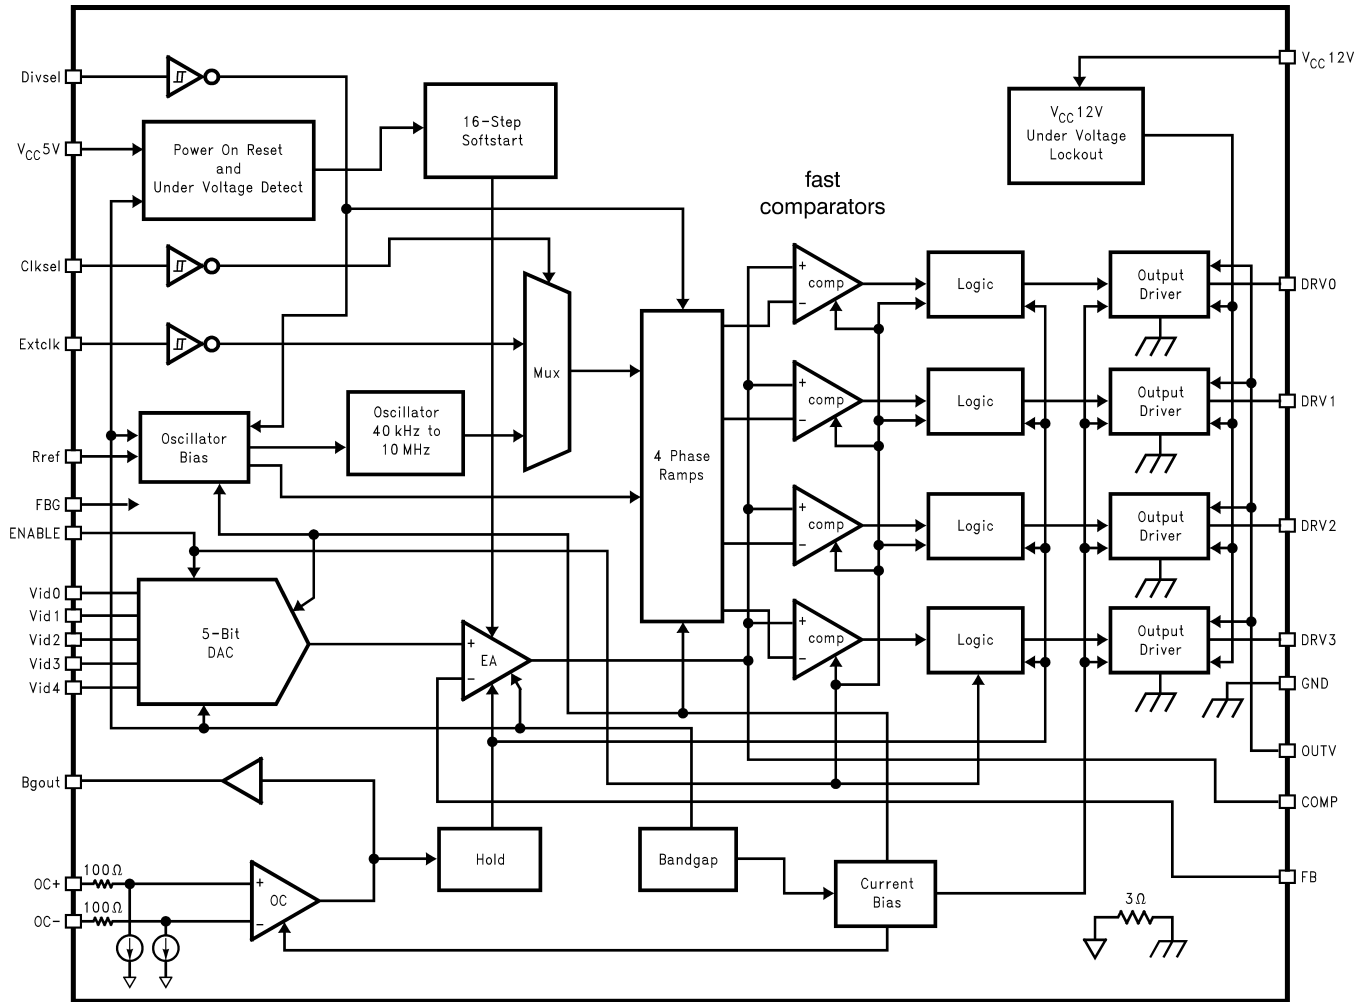 Divsel
VCC5V
Clksel
Extclk
Rref
FBG
ENABLE
Vid0
Vid1
Vid2
Vid3
Vid4
Bgout
OC+
OC-
100Ω
100Ω
Power On Reset
and
Under Voltage Detect
16-Step
Softstart
Oscillator
Bias
Oscillator
40 kHz to
10 MHz
Mux
5-Bit
DAC
+
EA
-
+
OC
-
Hold
Bandgap
Current
Bias
4 Phase
Ramps
fast
comparators
+
comp
-
+
comp
-
+
comp
-
+
comp
-
Logic
Logic
Logic
Logic
VCC12V
Under Voltage
Lockout
Output
Driver
Output
Driver
Output
Driver
Output
Driver
3Ω
VCC12V
DRV0
DRV1
DRV2
DRV3
GND
OUTV
COMP
FB